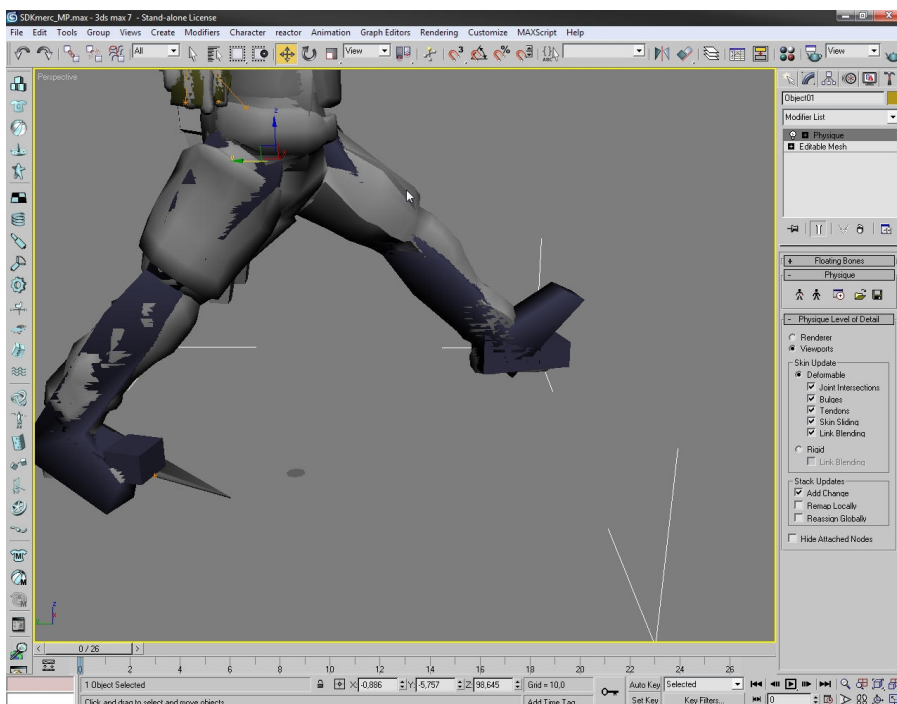 SDKmerc_MP.max - 3ds max 7 - Stand-alone License
File Edit Tools Group Views Create Modifiers Character reactor Animation Graph Editors Rendering Customize MAXScript Help
All
View
View
Perspective
Object01
Modifier List
Physique
Editable Mesh
+ Floating Bones
- Physique
- Physique Level of Detail
Renderer
Viewports
Skin Update
Deformable
Joint Intersections
Bulges
Tendons
Skin Sliding
Link Blending
Rigid
Link Blending
Stack Updates
Add Change
Remap Locally
Reassign Globally
Hide Attached Nodes
z
x
0 / 26
0 2 4 6 8 10 12 14 16 18 20 22 24 26
1 Object Selected
X: -0,886 Y: -5,757 Z: 98,645
Grid = 10,0
Auto Key
Selected
Click and drag to select and move objects
Add Time Tag
Set Key
Key Filters...
0